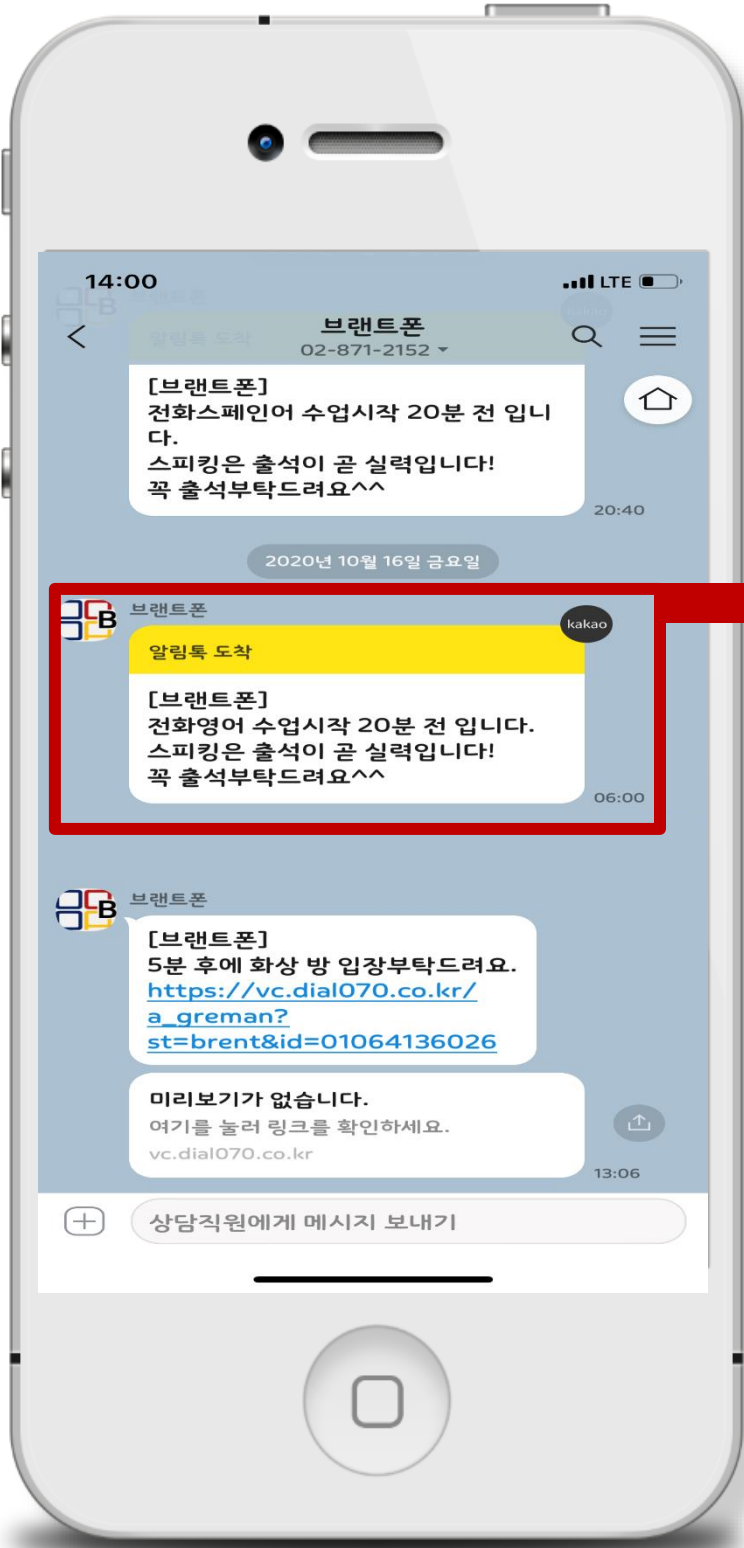 14:00
LTE
브랜트폰
알림톡 도착
브랜트폰
02-871-2152
[브랜트폰]
전화스페인어 수업시작 20분 전 입니
다.
스피킹은 출석이 곧 실력입니다!
꼭 출석부탁드려요^^
20:40
2020년 10월 16일 금요일
B
브랜트폰
kakao
알림톡 도착
[브랜트폰]
전화영어 수업시작 20분 전 입니다.
스피킹은 출석이 곧 실력입니다!
꼭 출석부탁드려요^^
06:00
B
브랜트폰
[브랜트폰]
5분 후에 화상 방 입장부탁드려요.
https://vc.dial070.co.kr/
a_greman?
st=brent&id=01064136026
미리보기가 없습니다.
여기를 눌러 링크를 확인하세요.
vc.dial070.co.kr
13:06
상담직원에게 메시지 보내기